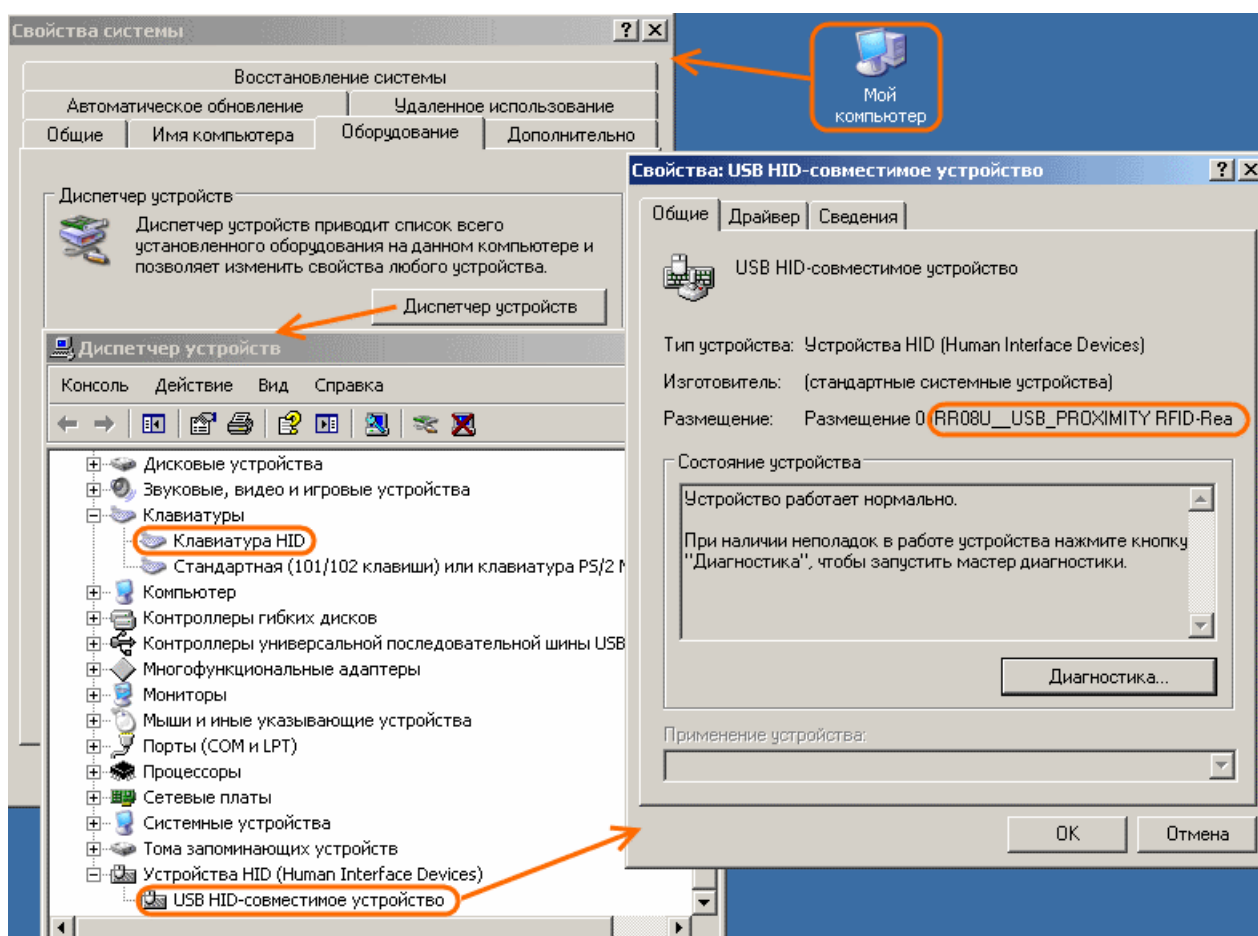 Свойства системы
Восстановление системы
Автоматическое обновление
Удаленное использование
Общие
Имя компьютера
Оборудование
Дополнительно
Диспетчер устройств
Диспетчер устройств приводит список всего
установленного оборудования на данном компьютере и
позволяет изменить свойства любого устройства.
Диспетчер устройств
Мой
компьютер
Диспетчер устройств
Консоль Действие Вид Справка
Дисковые устройства
Звуковые, видео и игровые устройства
Клавиатуры
Клавиатура HID
Стандартная (101/102 клавиши) или клавиатура PS/2 M
Компьютер
Контроллеры гибких дисков
Контроллеры универсальной последовательной шины USB
Многофункциональные адаптеры
Мониторы
Мыши и иные указывающие устройства
Порты (COM и LPT)
Процессоры
Сетевые платы
Системные устройства
Тома запоминающих устройств
Устройства HID (Human Interface Devices)
USB HID-совместимое устройство
Свойства: USB HID-совместимое устройство
Общие
Драйвер
Сведения
USB HID-совместимое устройство
Тип устройства: Устройства HID (Human Interface Devices)
Изготовитель: (стандартные системные устройства)
Размещение: Размещение 0 (RR08U__USB_PROXIMITY RFID-Rea
Состояние устройства
Устройство работает нормально.
При наличии неполадок в работе устройства нажмите кнопку
"Диагностика", чтобы запустить мастер диагностики.
Диагностика...
Применение устройства:
OK
Отмена